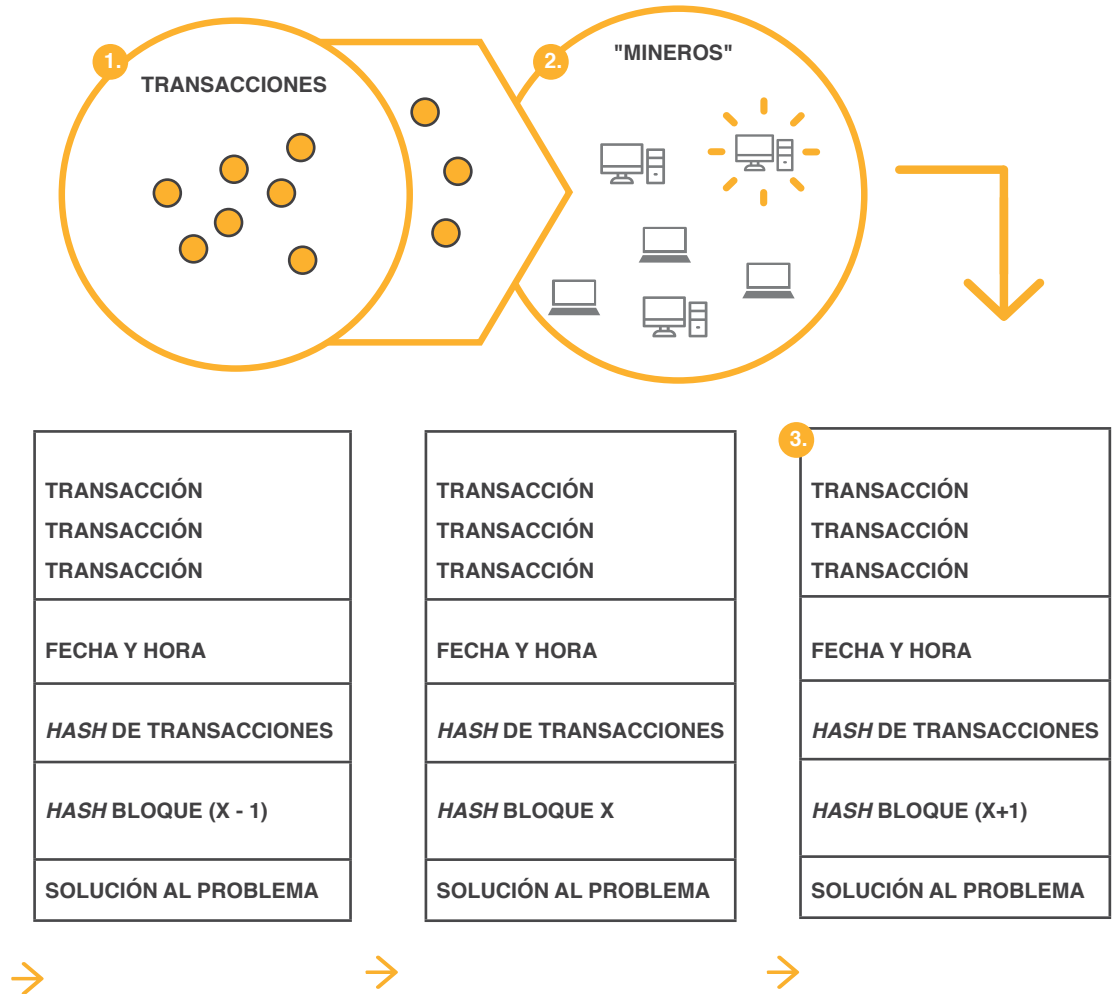 1.
TRANSACCIONES
2.
"MINEROS"
TRANSACCIÓN
TRANSACCIÓN
TRANSACCIÓN
FECHA Y HORA
HASH DE TRANSACCIONES
HASH BLOQUE (X - 1)
SOLUCIÓN AL PROBLEMA
TRANSACCIÓN
TRANSACCIÓN
TRANSACCIÓN
FECHA Y HORA
HASH DE TRANSACCIONES
HASH BLOQUE X
SOLUCIÓN AL PROBLEMA
3.
TRANSACCIÓN
TRANSACCIÓN
TRANSACCIÓN
FECHA Y HORA
HASH DE TRANSACCIONES
HASH BLOQUE (X+1)
SOLUCIÓN AL PROBLEMA